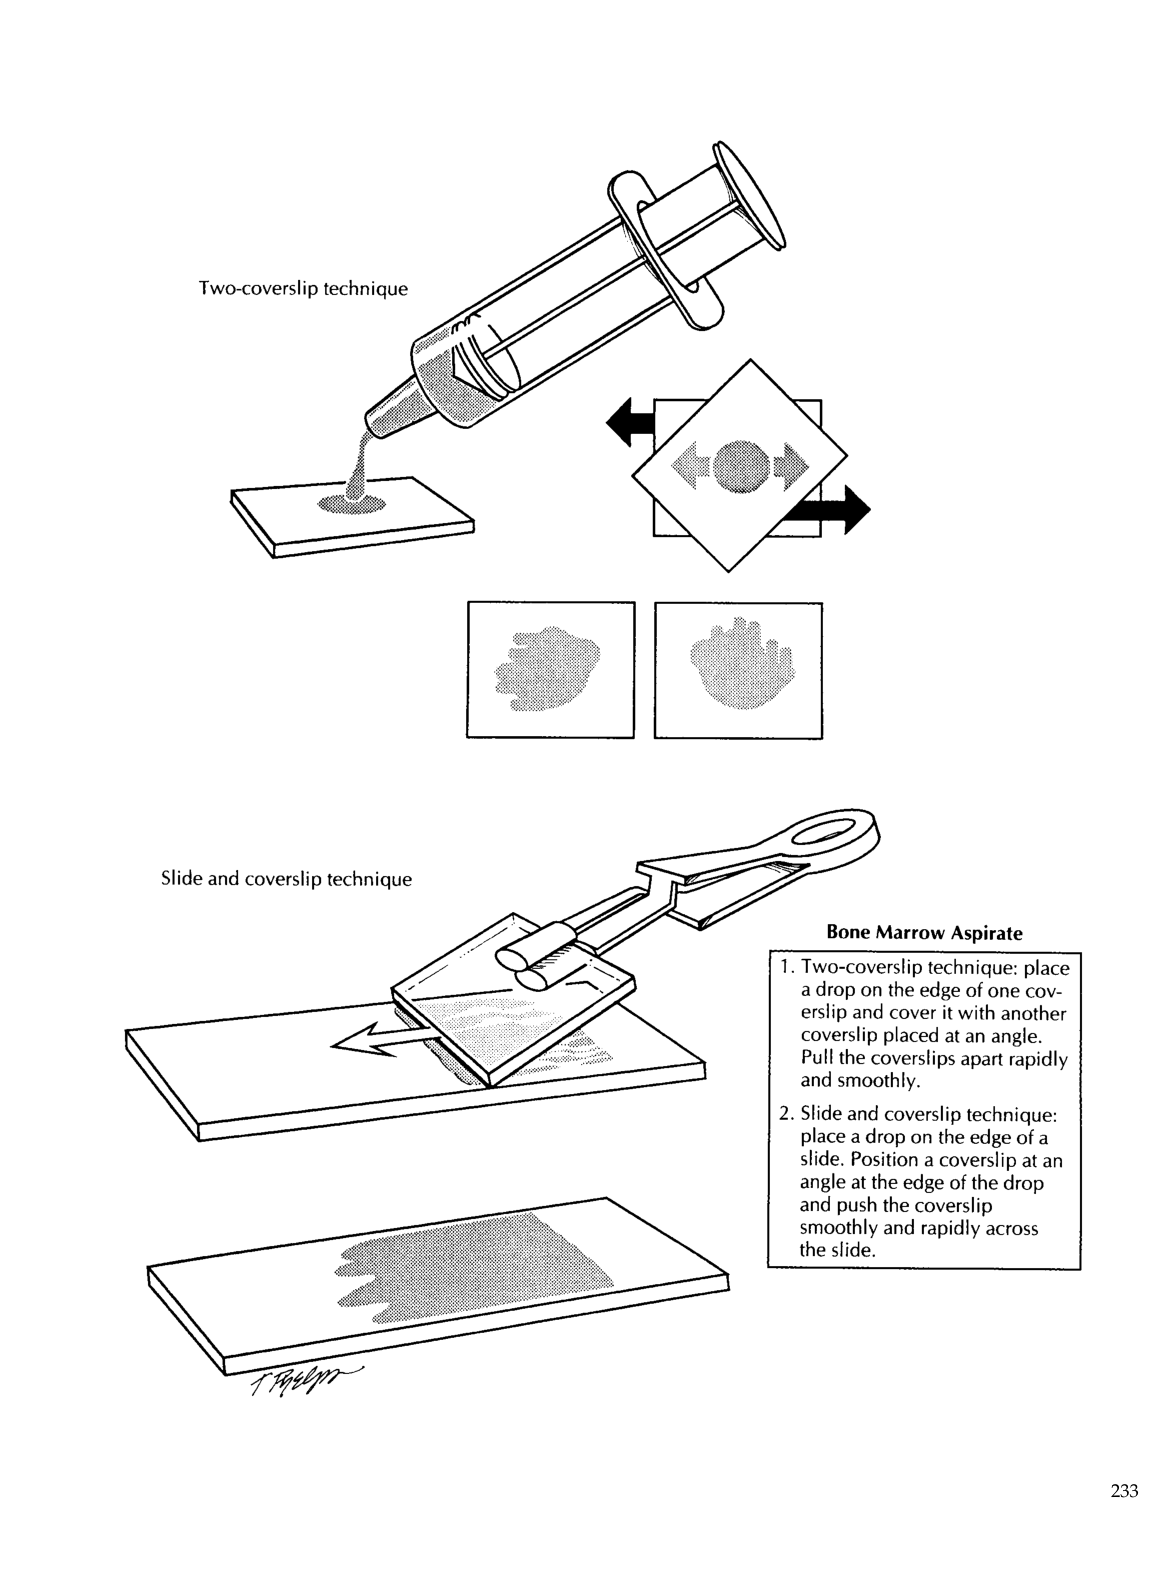 Two-coverslip technique
Slide and coverslip technique
Bone Marrow Aspirate
1. Two-coverslip technique: place
a drop on the edge of one cov-
erslip and cover it with another
coverslip placed at an angle.
Pull the coverslips apart rapidly
and smoothly.
2. Slide and coverslip technique:
place a drop on the edge of a
slide. Position a coverslip at an
angle at the edge of the drop
and push the coverslip
smoothly and rapidly across
the slide.
T Phelps
233